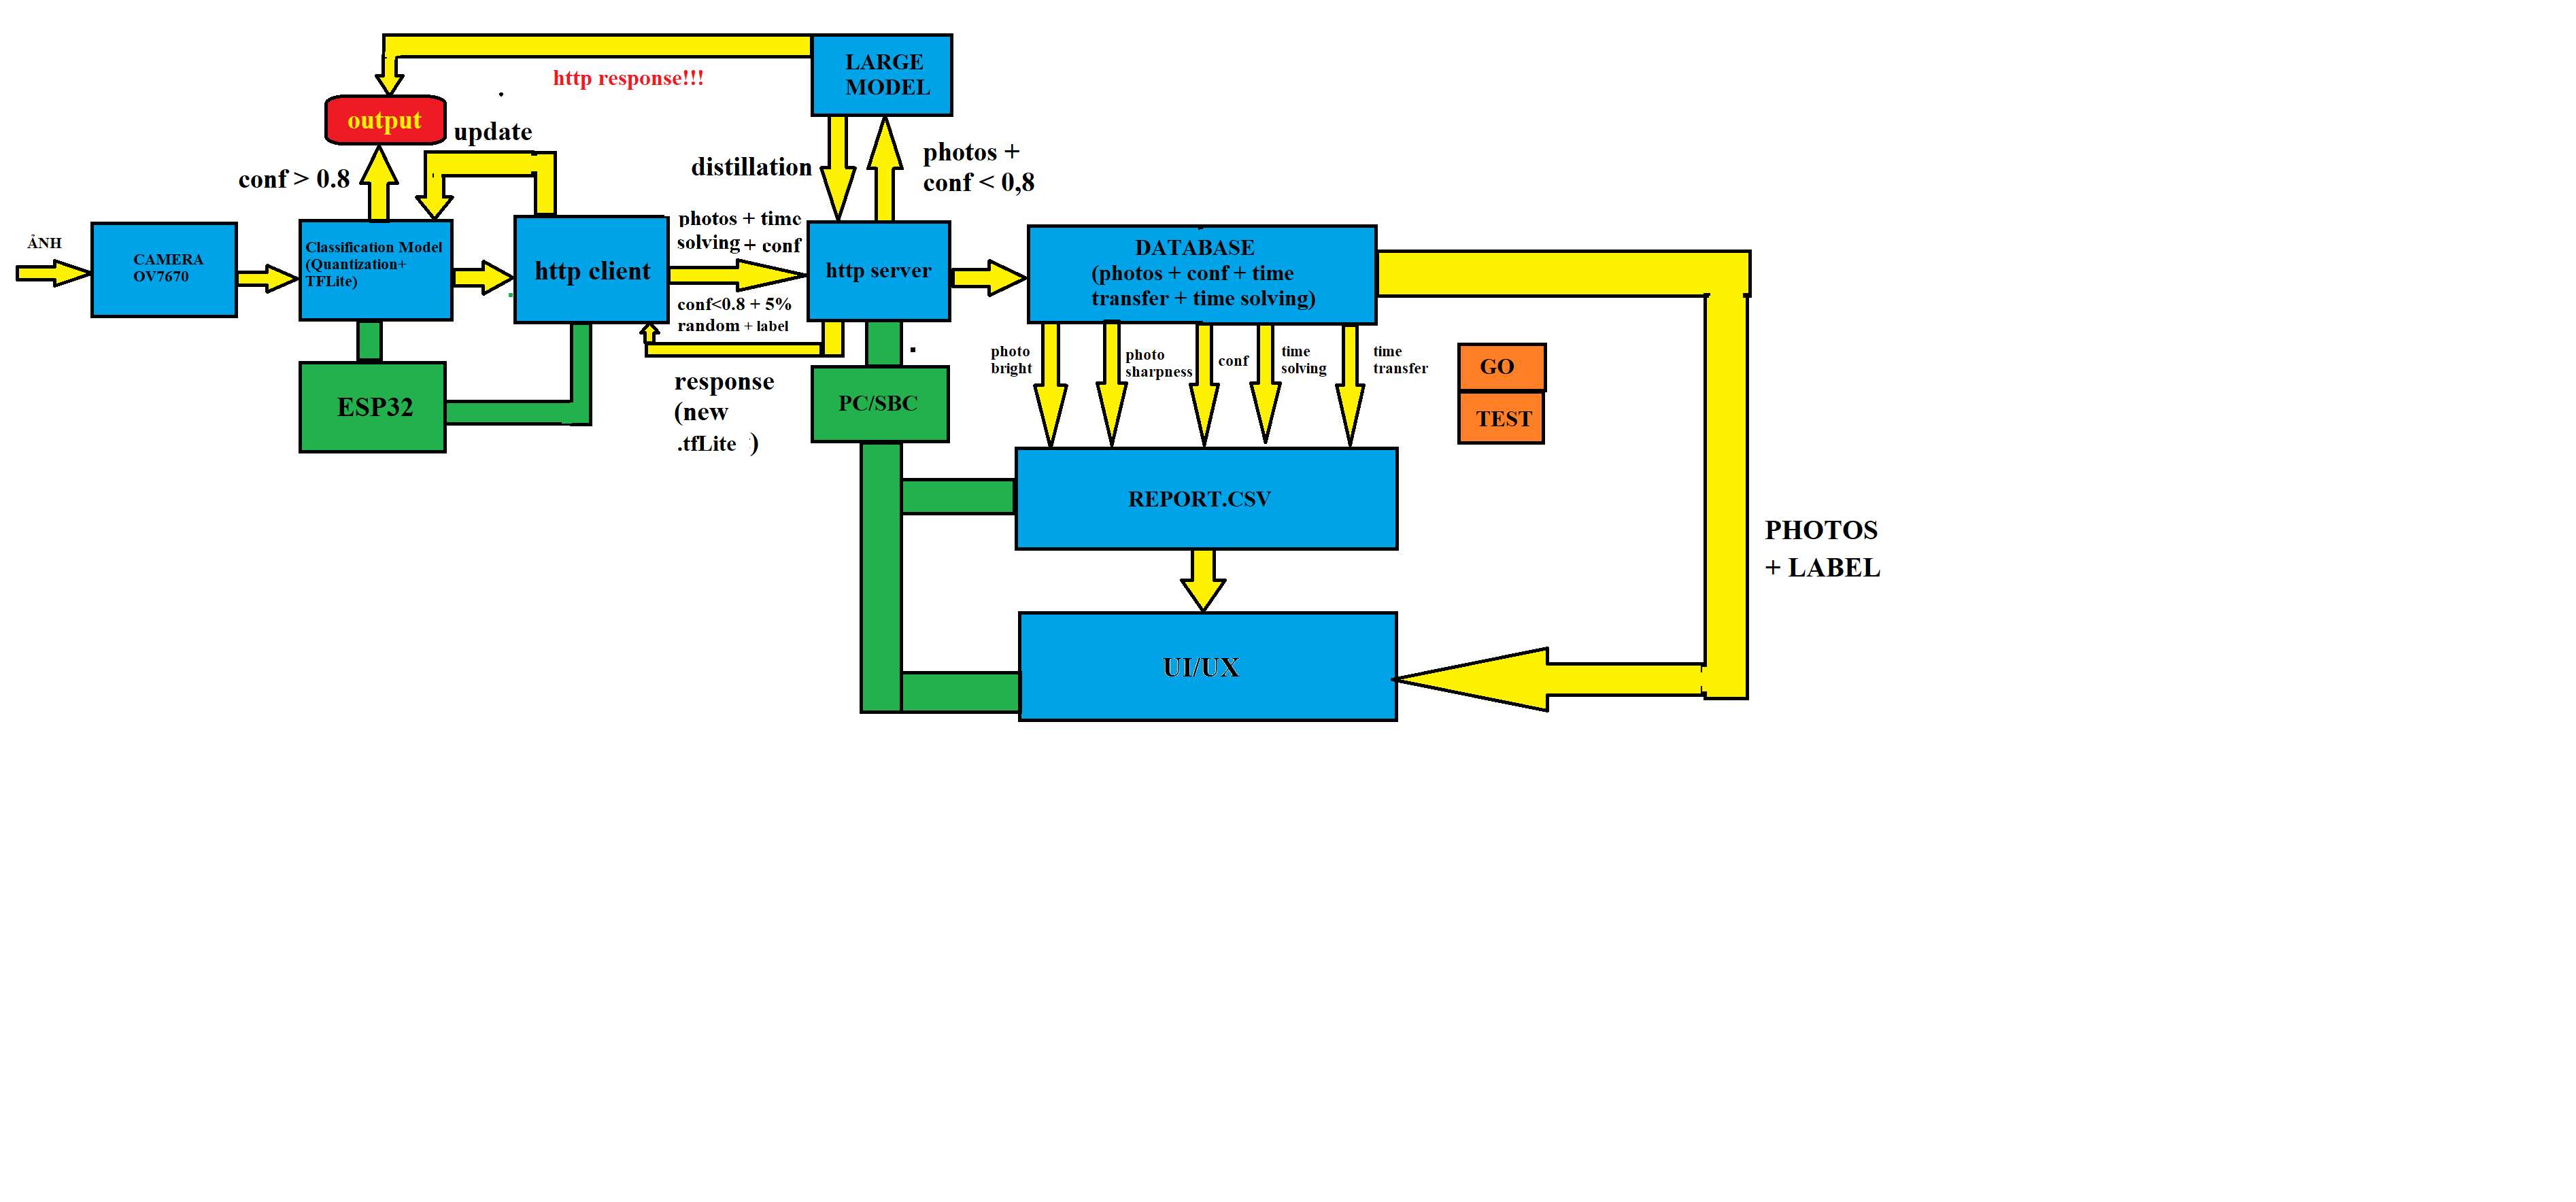 LARGE
MODEL
http response!!!
output
update
conf > 0.8
distillation
photos +
conf < 0,8
ẢNH
CAMERA
OV7670
Classification Model
(Quantization+
TFLite)
http client
photos + time
solving + conf
conf<0.8 + 5%
random + label
http server
DATABASE
(photos + conf + time
transfer + time solving)
ESP32
response
(new
.tfLite )
PC/SBC
photo
bright
photo
sharpness
conf
time
solving
time
transfer
GO
TEST
REPORT.CSV
PHOTOS
+ LABEL
UI/UX